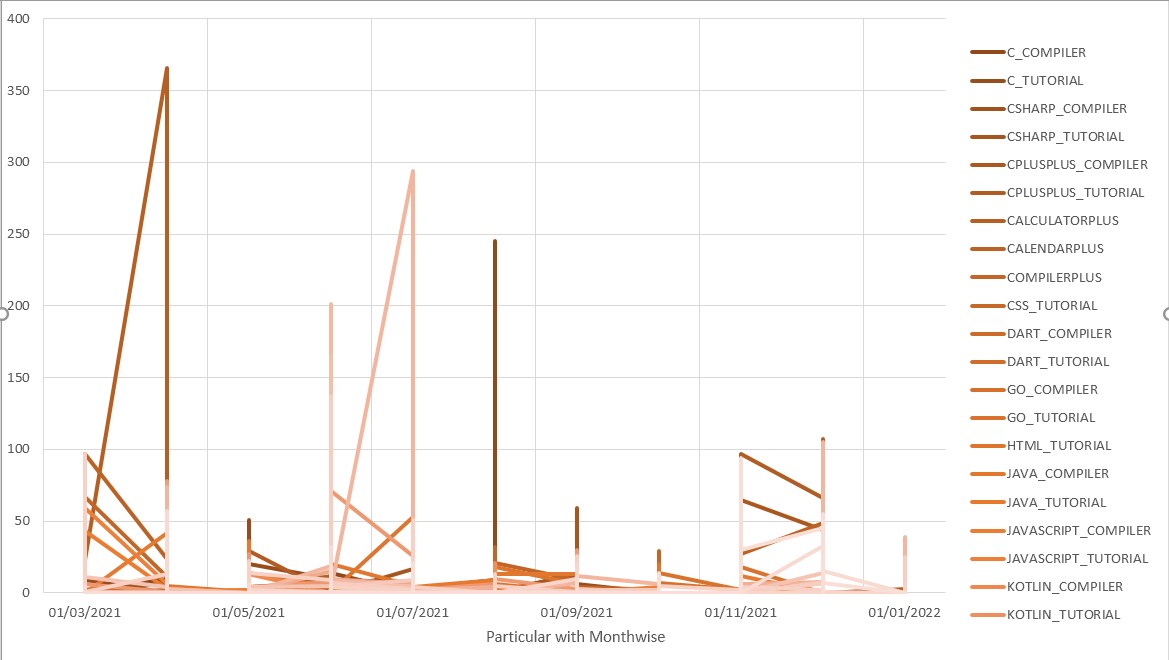 400
350
300
250
200
150
100
50
0
01/03/2021 01/05/2021 01/07/2021 01/09/2021 01/11/2021 01/01/2022
Particular with Monthwise
C_COMPILER
C_TUTORIAL
CSHARP_COMPILER
CSHARP_TUTORIAL
CPLUSPLUS_COMPILER
CPLUSPLUS_TUTORIAL
CALCULATORPLUS
CALENDARPLUS
COMPILERPLUS
CSS_TUTORIAL
DART_COMPILER
DART_TUTORIAL
GO_COMPILER
GO_TUTORIAL
HTML_TUTORIAL
JAVA_COMPILER
JAVA_TUTORIAL
JAVASCRIPT_COMPILER
JAVASCRIPT_TUTORIAL
KOTLIN_COMPILER
KOTLIN_TUTORIAL